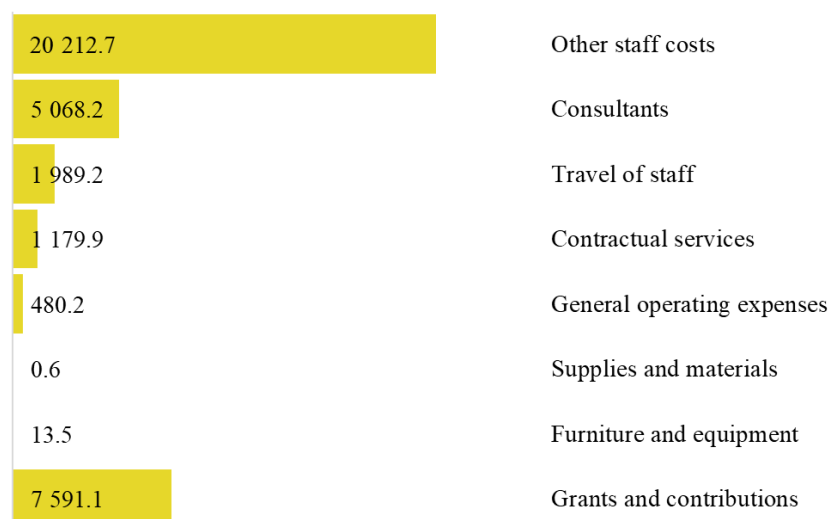 20 212.7 Other staff costs
5 068.2 Consultants
1 989.2 Travel of staff
1 179.9 Contractual services
480.2 General operating expenses
0.6 Supplies and materials
13.5 Furniture and equipment
7 591.1 Grants and contributions